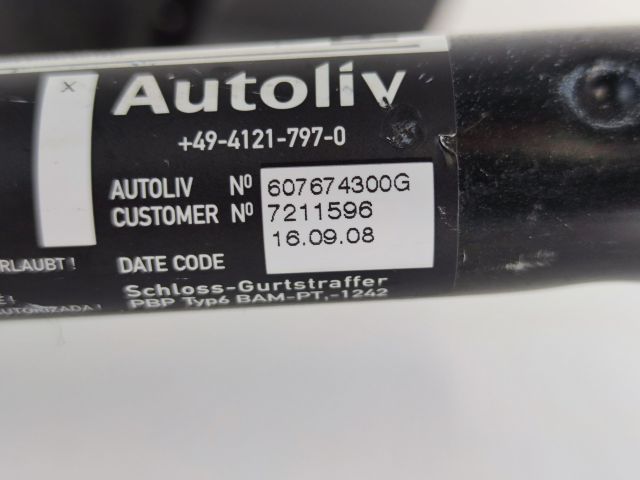 X
Autoliv
+49-4121-797-0
AUTOLIV Nº 607674300G
CUSTOMER Nº 7211596
DATE CODE 16.09.08
RLAUBT!
Schloss-Gurtstraffer
PBP Typ6 BAM-PT,-1242
UTORIZADA!